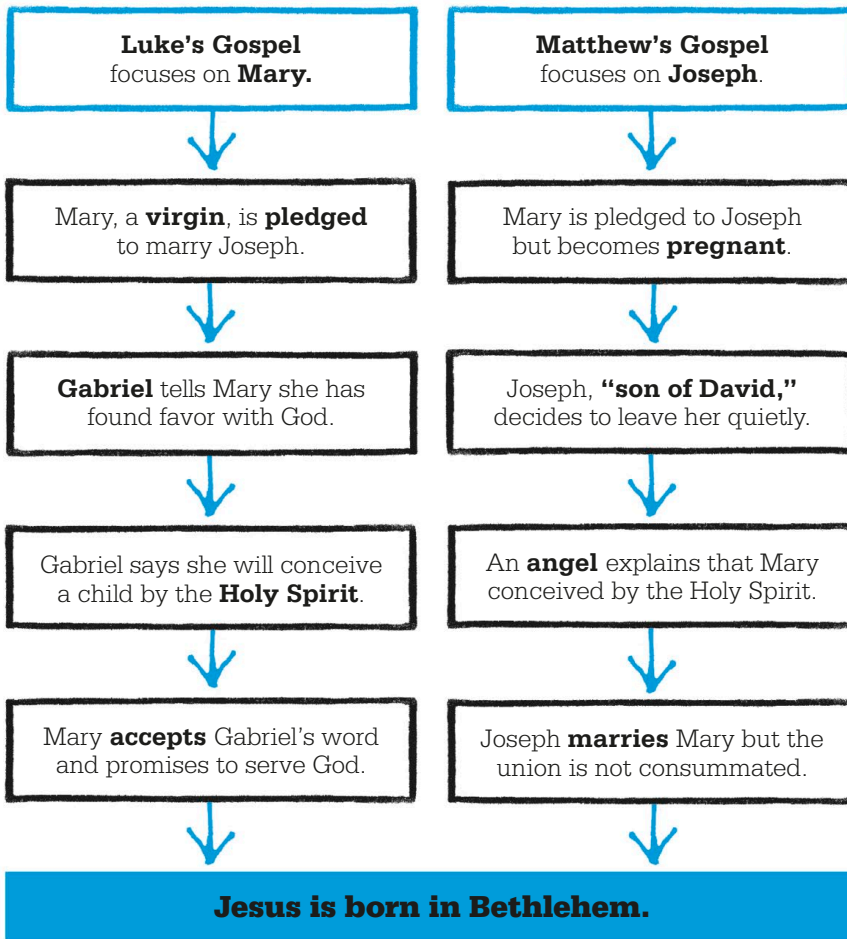 Luke’s Gospel
focuses on Mary.
Mary, a virgin, is pledged
to marry Joseph.
Gabriel tells Mary she has
found favor with God.
Gabriel says she will conceive
a child by the Holy Spirit.
Mary accepts Gabriel’s word
and promises to serve God.
Matthew’s Gospel
focuses on Joseph.
Mary is pledged to Joseph
but becomes pregnant.
Joseph, “son of David,”
decides to leave her quietly.
An angel explains that Mary
conceived by the Holy Spirit.
Joseph marries Mary but the
union is not consummated.
Jesus is born in Bethlehem.